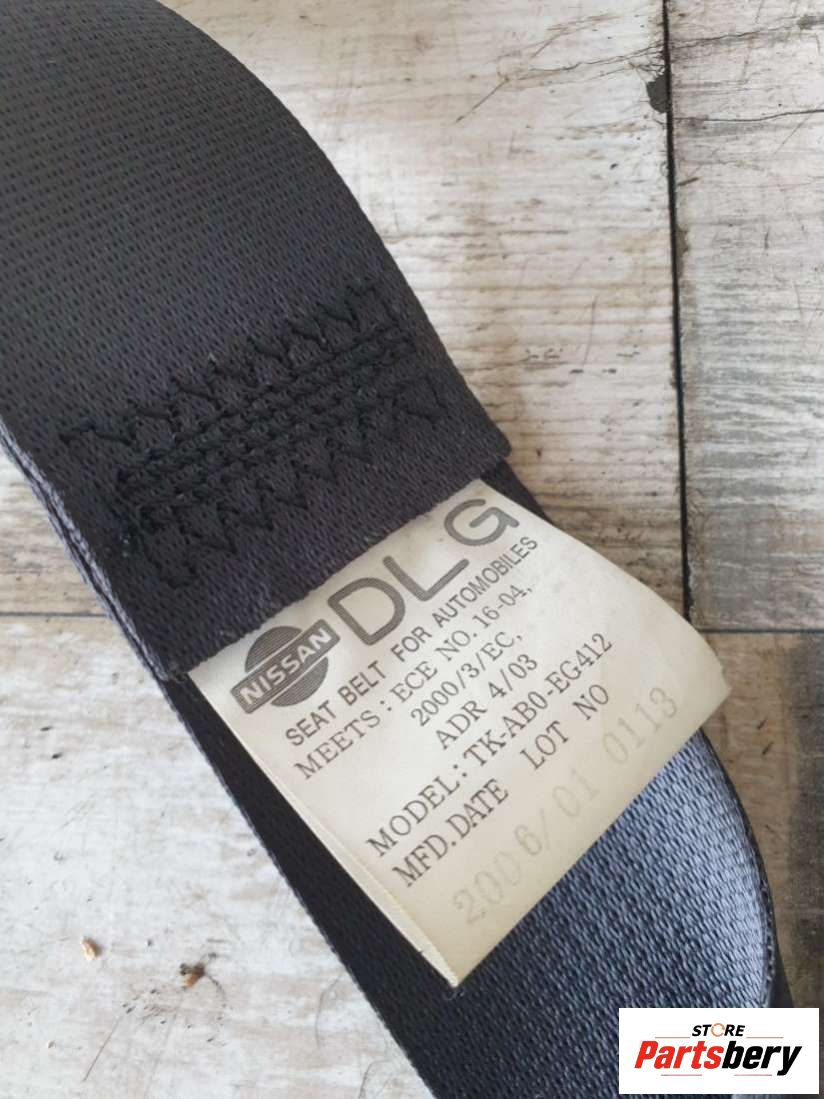 NISSAN
DLG
SEAT BELT FOR AUTOMOBILES
MEETS : ECE NO. 16-04,
2000/3/EC,
ADR 4/03
MODEL: TK-AB0-EG412
MFD.DATE LOT NO
2006/01 0113
STORE
Partsbery